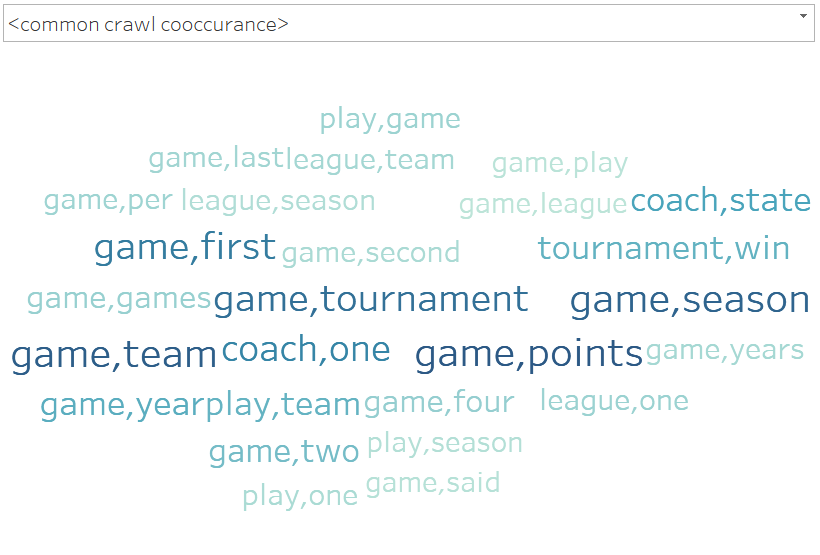 <common crawl cooccurance>
play,game
game,last league,team game,play
game,per league,season game,league coach,state
game,first game,second tournament,win
game,games game,tournament game,season
game,team coach,one game,points game,years
game,year play,team game,four league,one
game,two play,season
play,one game,said